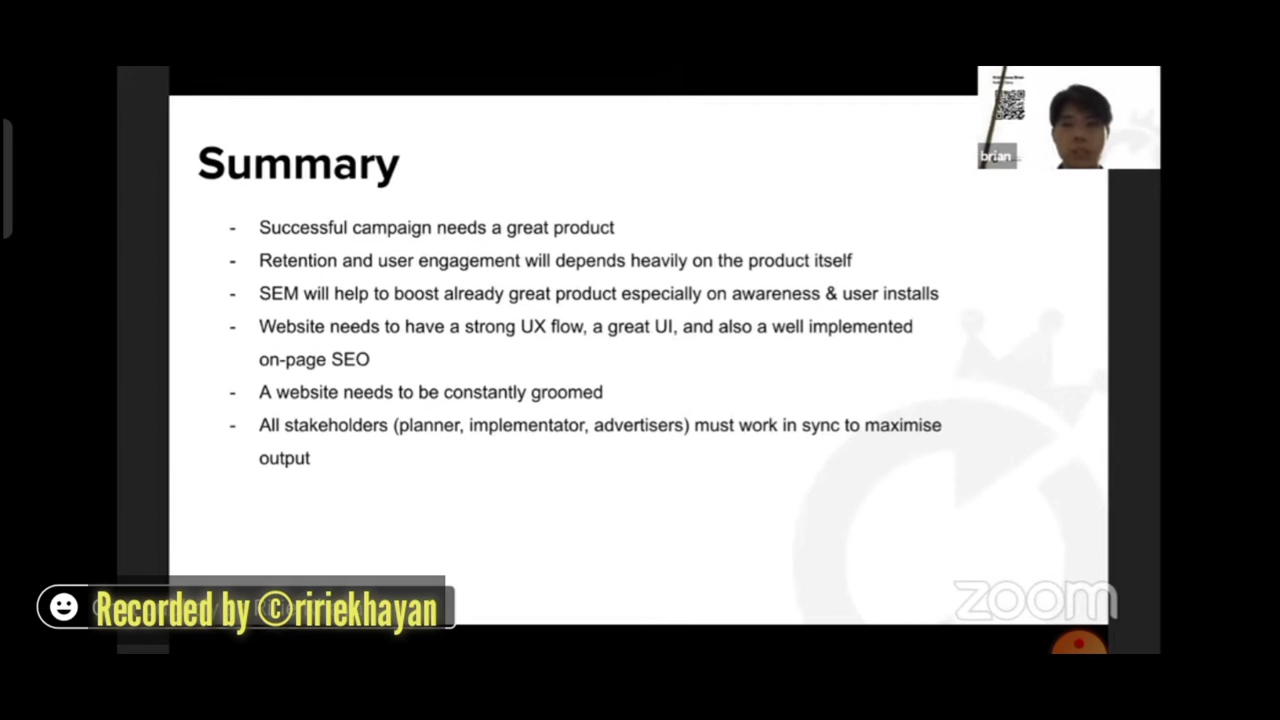 Summary
- Successful campaign needs a great product
- Retention and user engagement will depends heavily on the product itself
- SEM will help to boost already great product especially on awareness & user installs
- Website needs to have a strong UX flow, a great UI, and also a well implemented
on-page SEO
- A website needs to be constantly groomed
- All stakeholders (planner, implementator, advertisers) must work in sync to maximise
output
brian
zoom
Recorded by ©ririekhayan